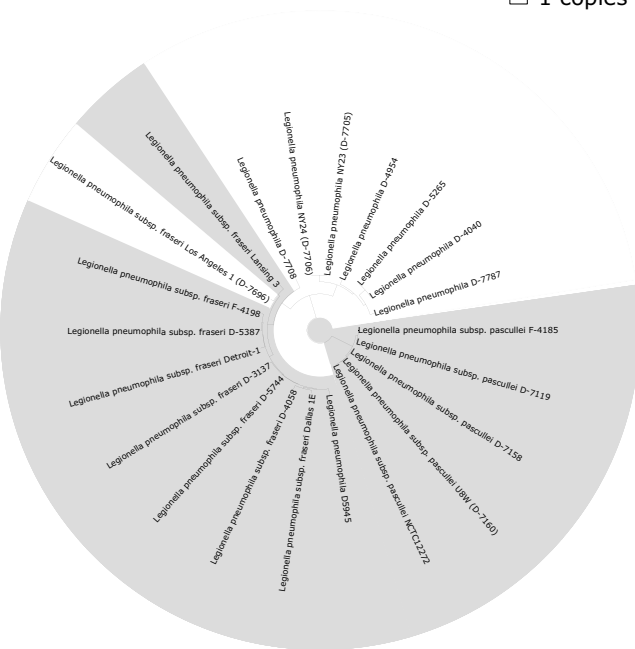 1 copies
Legionella pneumophila subsp. fraseri Lansing 3
Legionella pneumophila D-7708
Legionella pneumophila NY24 (D-7706)
Legionella pneumophila NY23 (D-7705)
Legionella pneumophila D-4954
Legionella pneumophila D-5265
Legionella pneumophila D-4040
Legionella pneumophila D-7787
Legionella pneumophila subsp. pascullei F-4185
Legionella pneumophila subsp. pascullei D-7119
Legionella pneumophila subsp. pascullei D-7158
Legionella pneumophila subsp. pascullei U8W (D-7160)
Legionella pneumophila subsp. pascullei NCTC12272
Legionella pneumophila D5945
Legionella pneumophila subsp. fraseri Dallas 1E
Legionella pneumophila subsp. fraseri D-4058
Legionella pneumophila subsp. fraseri D-5744
Legionella pneumophila subsp. fraseri D-3137
Legionella pneumophila subsp. fraseri Detroit-1
Legionella pneumophila subsp. fraseri D-5387
Legionella pneumophila subsp. fraseri F-4198
Legionella pneumophila subsp. fraseri Los Angeles 1 (D-7696)